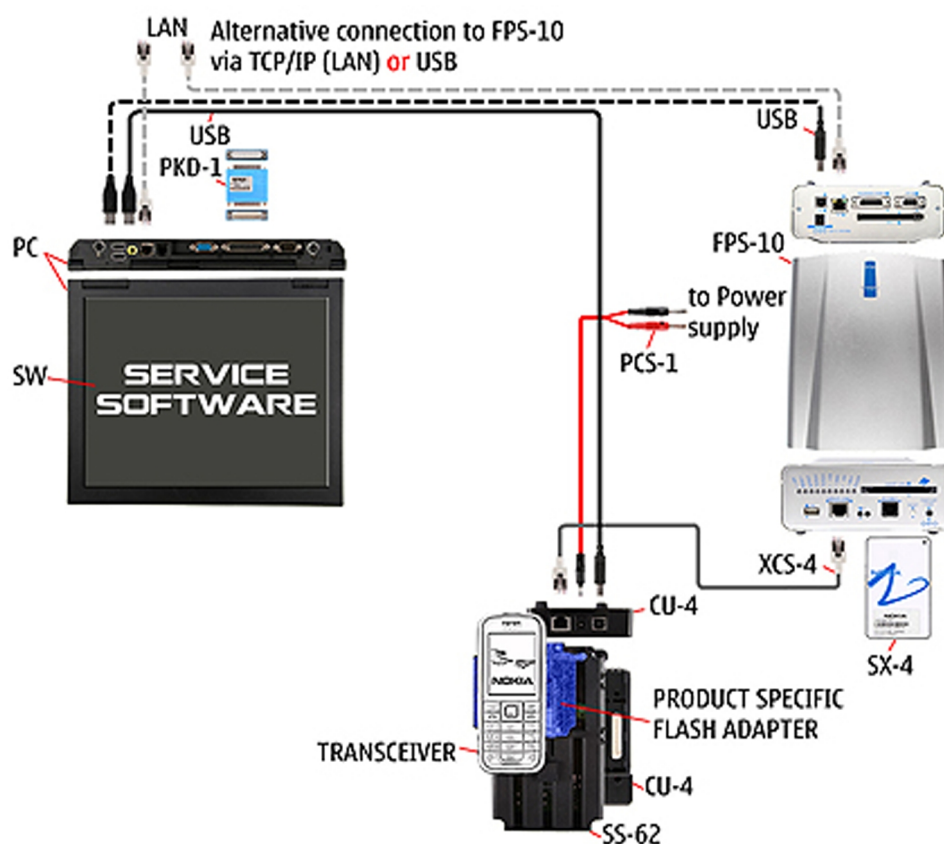 LAN
Alternative connection to FPS-10
via TCP/IP (LAN) or USB
USB
USB
PKD-1
PC
FPS-10
to Power
supply
PCS-1
SW
SERVICE
SOFTWARE
XCS-4
CU-4
SX-4
NOKIA
PRODUCT SPECIFIC
FLASH ADAPTER
TRANSCEIVER
CU-4
SS-62